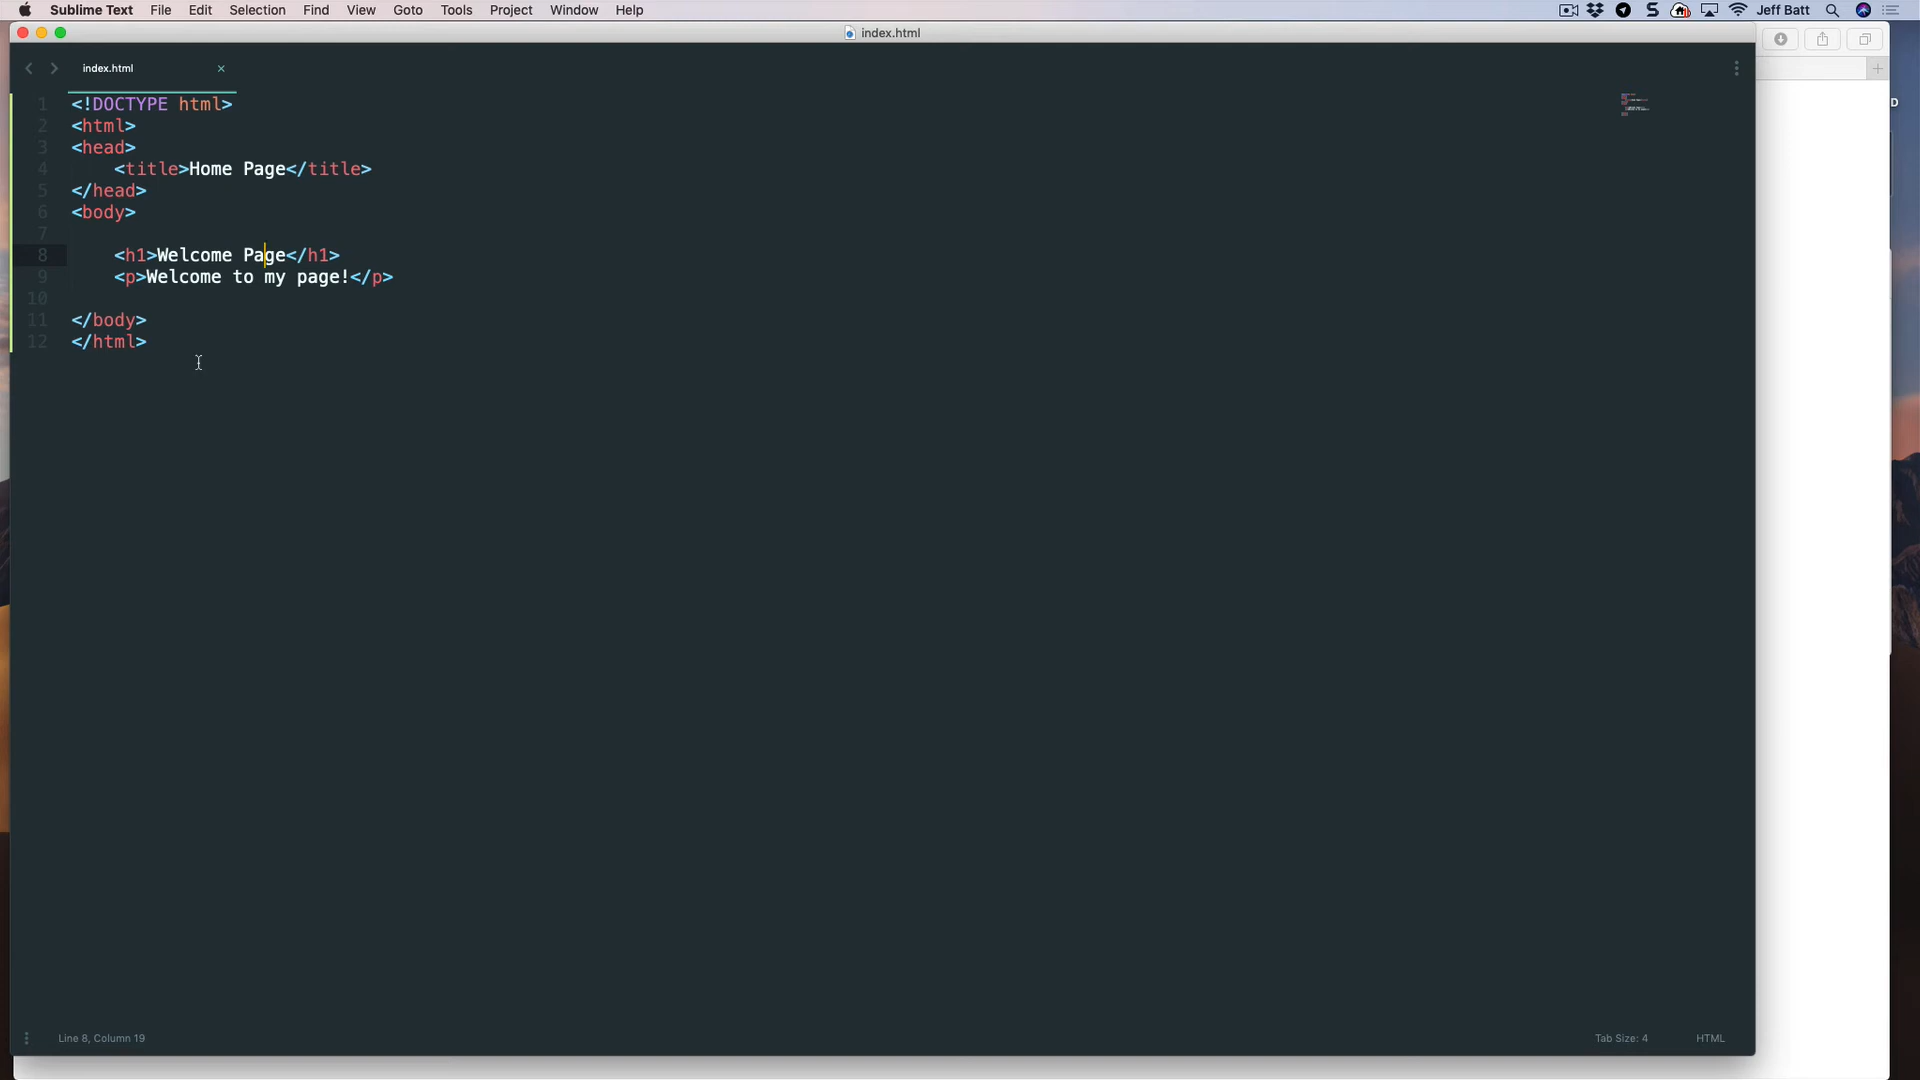 Sublime Text File Edit Selection Find View Goto Tools Project Window Help Jeff Batt
index.html
index.html
1 <!DOCTYPE html>
2 <html>
3 <head>
4 <title>Home Page</title>
5 </head>
6 <body>
7
8 <h1>Welcome Page</h1>
9 <p>Welcome to my page!</p>
10
11 </body>
12 </html>
D
Line 8, Column 19 Tab Size: 4 HTML